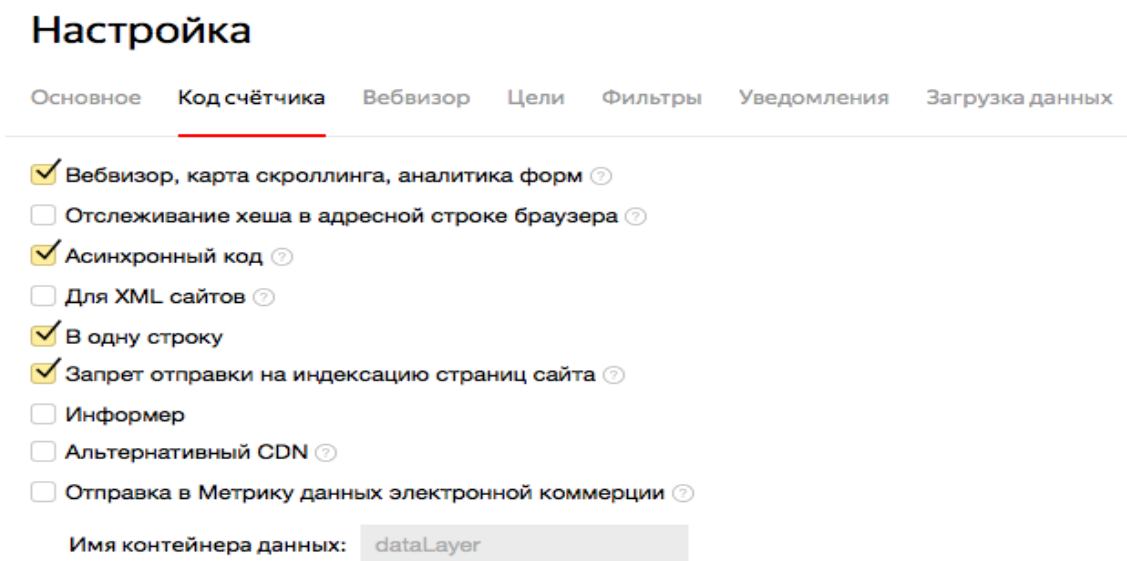 Настройка
Основное Код счётчика Вебвизор Цели Фильтры Уведомления Загрузка данных
Вебвизор, карта скроллинга, аналитика форм ?
Отслеживание хеша в адресной строке браузера ?
Асинхронный код ?
Для XML сайтов ?
В одну строку
Запрет отправки на индексацию страниц сайта ?
Информер
Альтернативный CDN ?
Отправка в Метрику данных электронной коммерции ?
Имя контейнера данных: dataLayer